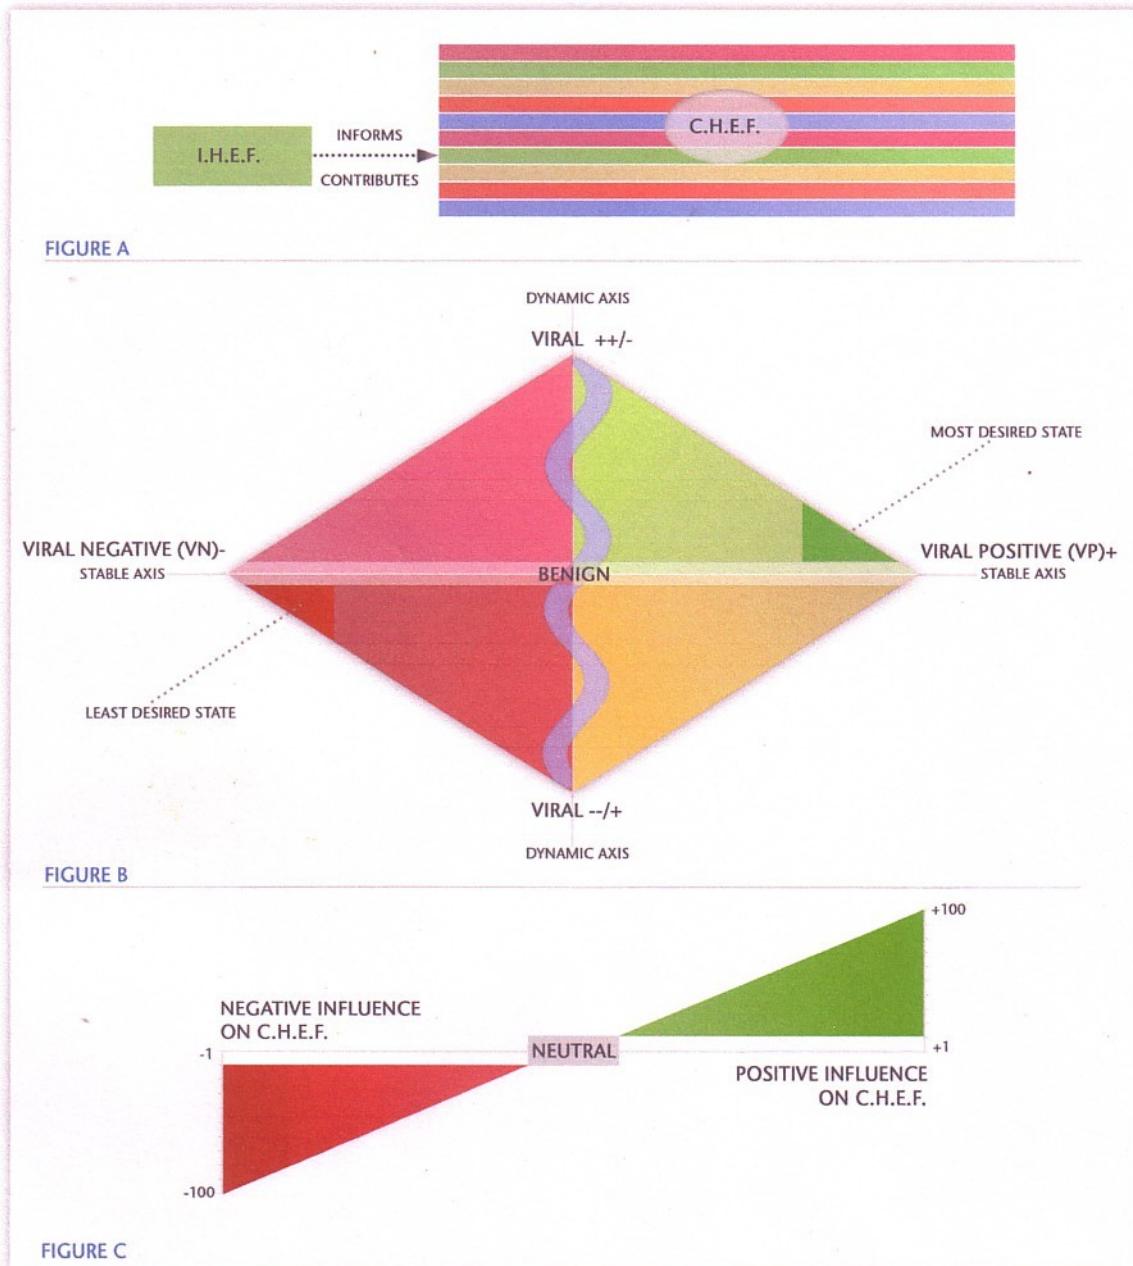 C.H.E.F.
INFORMS
I.H.E.F.
CONTRIBUTES
FIGURE A
DYNAMIC AXIS
VIRAL ++/-
MOST DESIRED STATE
VIRAL NEGATIVE (VN)-
STABLE AXIS
BENIGN
VIRAL POSITIVE (VP)+
STABLE AXIS
LEAST DESIRED STATE
VIRAL --/+
DYNAMIC AXIS
FIGURE B
+100
NEGATIVE INFLUENCE
ON C.H.E.F.
-1
NEUTRAL
+1
POSITIVE INFLUENCE
ON C.H.E.F.
-100
FIGURE C